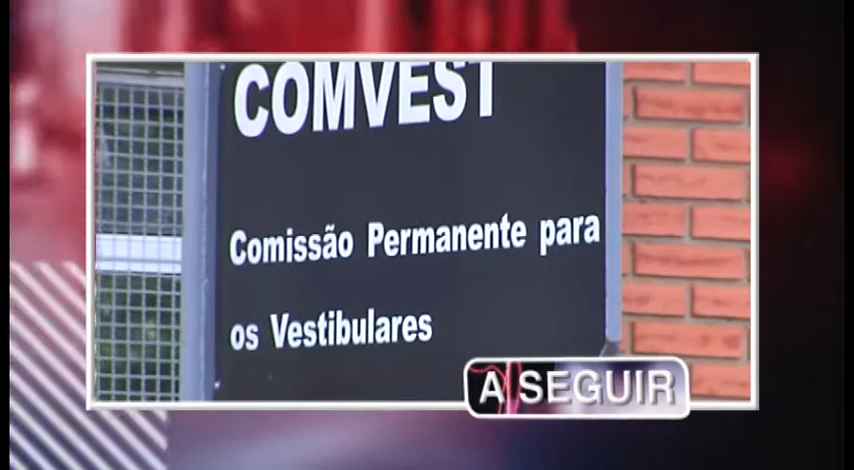 COMVEST
Comissão Permanente para
os Vestibulares
A SEGUIR